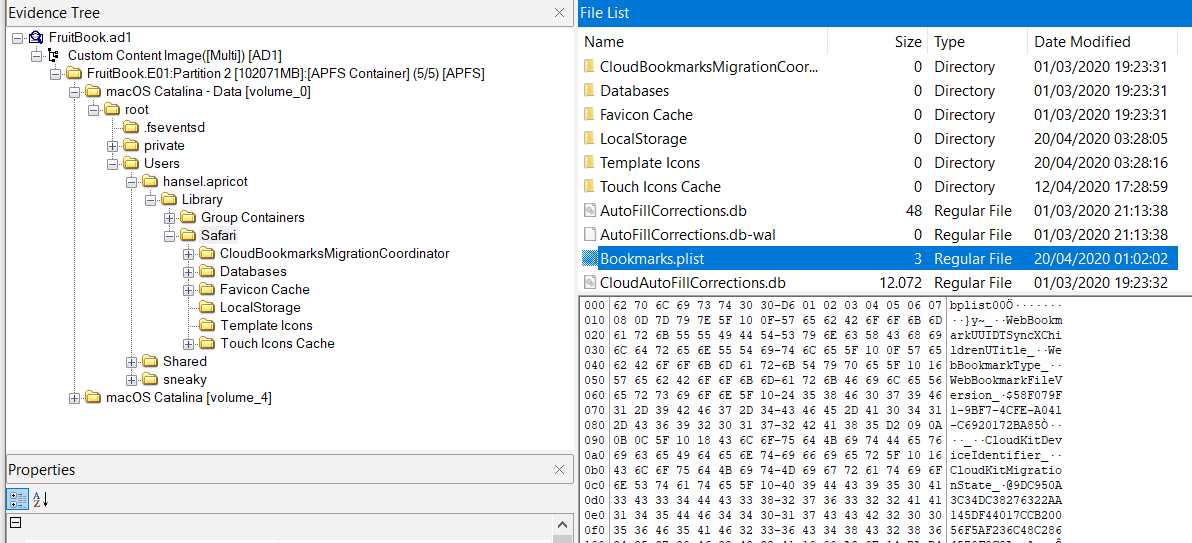 Evidence Tree
FruitBook.ad1
Custom Content Image([Multi]) [AD1]
FruitBook.E01:Partition 2 [102071MB]:[APFS Container] (5/5) [APFS]
macOS Catalina - Data [volume_0]
root
.fseventsd
private
Users
hansel.apricot
Library
Group Containers
Safari
CloudBookmarksMigrationCoordinator
Databases
Favicon Cache
LocalStorage
Template Icons
Touch Icons Cache
Shared
sneaky
macOS Catalina [volume_4]
Properties
File List
Name Size Type Date Modified
CloudBookmarksMigrationCoor... 0 Directory 01/03/2020 19:23:31
Databases 0 Directory 01/03/2020 19:23:31
Favicon Cache 0 Directory 01/03/2020 19:23:31
LocalStorage 0 Directory 20/04/2020 03:28:05
Template Icons 0 Directory 20/04/2020 03:28:16
Touch Icons Cache 0 Directory 12/04/2020 17:28:59
AutoFillCorrections.db 48 Regular File 01/03/2020 21:13:38
AutoFillCorrections.db-wal 0 Regular File 01/03/2020 21:13:38
Bookmarks.plist 3 Regular File 20/04/2020 01:02:02
CloudAutoFillCorrections.db 12.072 Regular File 01/03/2020 19:23:32
000 62 70 6C 69 73 74 30 30-D6 01 02 03 04 05 06 07 bplist00Ö·······
010 08 0D 7D 79 7E 5F 10 0F-57 65 62 42 6F 6F 6B 6D ··}y~_··WebBookm
020 61 72 6B 55 55 49 44 54-53 79 6E 63 58 43 68 69 arkUUIDTSyncXChi
030 6C 64 72 65 6E 55 54 69-74 6C 65 5F 10 0F 57 65 ldrenUTitle_··We
040 62 42 6F 6F 6B 6D 61 72-6B 54 79 70 65 5F 10 16 bBookmarkType_··
050 57 65 62 42 6F 6F 6B 6D-61 72 6B 46 69 6C 65 56 WebBookmarkFileV
060 65 72 73 69 6F 6E 5F 10-24 35 38 46 30 37 39 46 ersion_·$58F079F
070 31 2D 39 42 46 37 2D 34-43 46 45 2D 41 30 34 31 1-9BF7-4CFE-A041
080 2D 43 36 39 32 30 31 37-32 42 41 38 35 D2 09 0A -C6920172BA85Ò··
090 0B 0C 5F 10 18 43 6C 6F-75 64 4B 69 74 44 65 76 ··_··CloudKitDev
0a0 69 63 65 49 64 65 6E 74-69 66 69 65 72 5F 10 16 iceIdentifier_··
0b0 43 6C 6F 75 64 4B 69 74-4D 69 67 72 61 74 69 6F CloudKitMigratio
0c0 6E 53 74 61 74 65 5F 10-40 39 44 43 39 35 30 41 nState_·@9DC950A
0d0 33 43 33 34 44 43 33 38-32 37 36 33 32 32 41 41 3C34DC38276322AA
0e0 31 34 35 44 46 34 34 30-31 37 43 43 42 32 30 30 145DF44017CCB200
0f0 35 36 46 35 41 46 32 33-36 43 34 38 43 32 38 36 56F5AF236C48C286